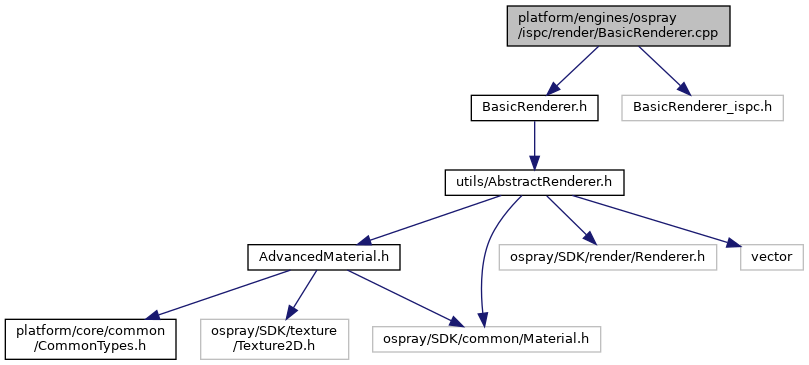 platform/engines/ospray
/ispc/render/BasicRenderer.cpp
BasicRenderer.h
BasicRenderer_ispc.h
utils/AbstractRenderer.h
AdvancedMaterial.h
ospray/SDK/render/Renderer.h
vector
platform/core/common
/CommonTypes.h
ospray/SDK/texture
/Texture2D.h
ospray/SDK/common/Material.h